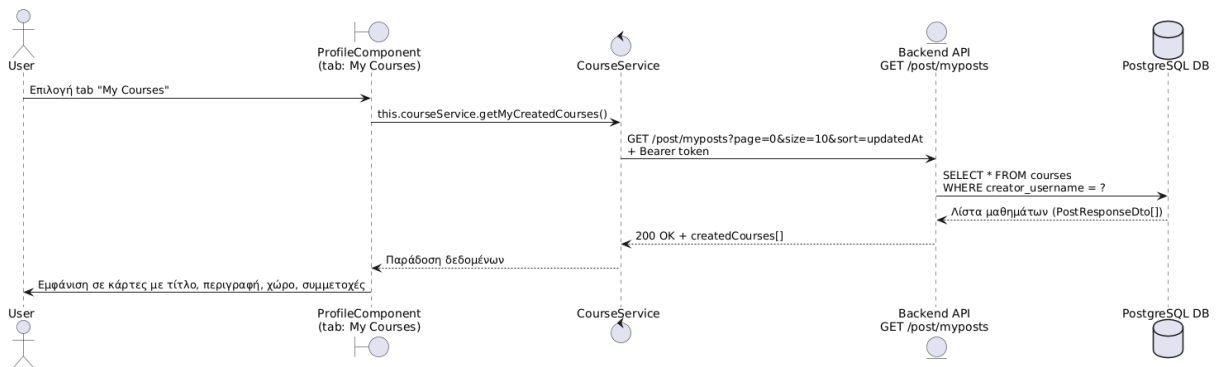 User
ProfileComponent
(tab: My Courses)
CourseService
Backend API
GET /post/myposts
PostgreSQL DB
Επιλογή tab "My Courses"
this.courseService.getMyCreatedCourses()
GET /post/myposts?page=0&size=10&sort=updatedAt
+ Bearer token
SELECT * FROM courses
WHERE creator_username = ?
Λίστα μαθημάτων (PostResponseDto[])
200 OK + createdCourses[]
Παράδοση δεδομένων
Εμφάνιση σε κάρτες με τίτλο, περιγραφή, χώρο, συμμετοχές
User
ProfileComponent
(tab: My Courses)
CourseService
Backend API
GET /post/myposts
PostgreSQL DB